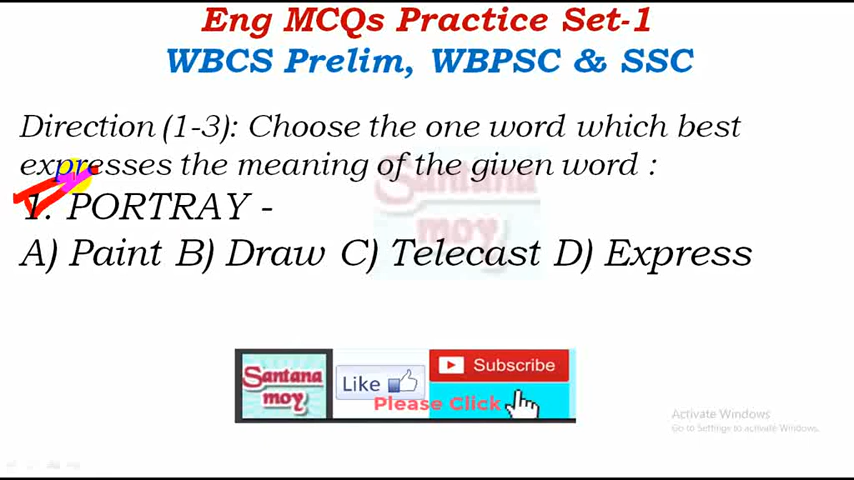 Eng MCQs Practice Set-1
WBCS Prelim, WBPSC & SSC
Direction (1-3): Choose the one word which best
expresses the meaning of the given word :
1. PORTRAY -
A) Paint B) Draw C) Telecast D) Express
Santana
moy
Santana
moy
Like
Subscribe
Please Click
Activate Windows
Go to Settings to activate Windows.